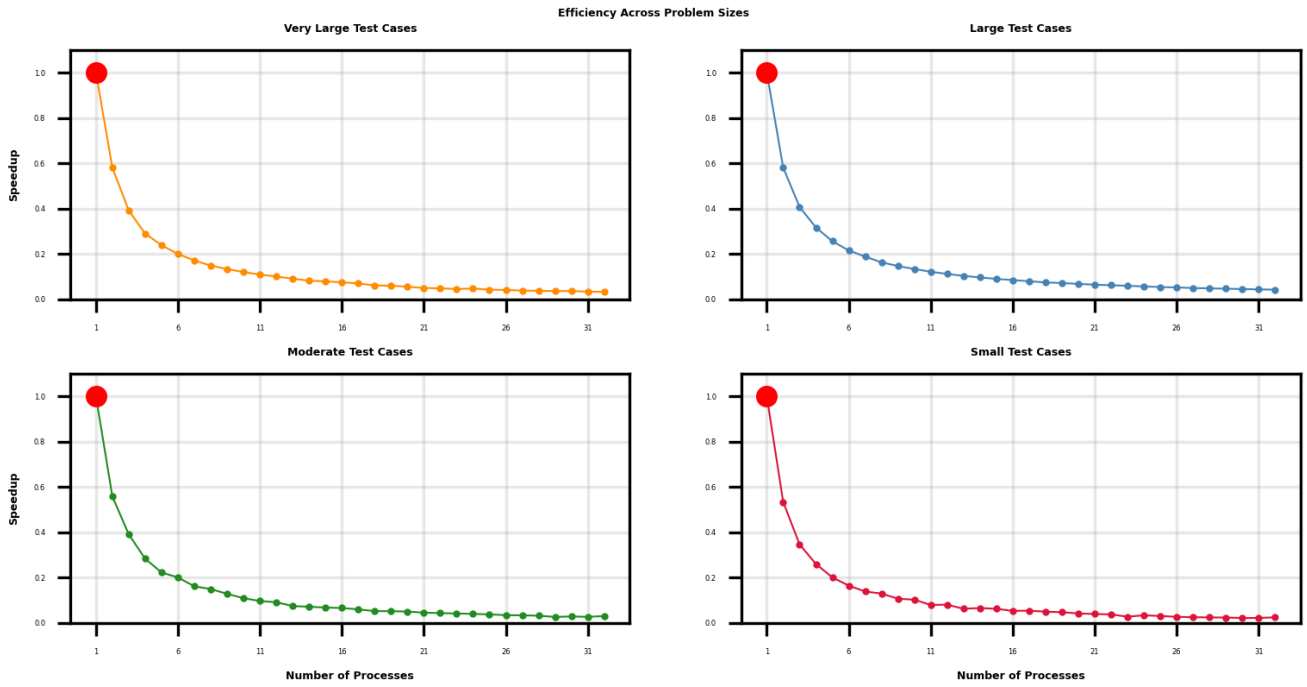 Efficiency Across Problem Sizes
Very Large Test Cases
Speedup
1.0
0.8
0.6
0.4
0.2
0.0
1 6 11 16 21 26 31
Large Test Cases
1.0
0.8
0.6
0.4
0.2
0.0
1 6 11 16 21 26 31
Moderate Test Cases
Speedup
1.0
0.8
0.6
0.4
0.2
0.0
1 6 11 16 21 26 31
Number of Processes
Small Test Cases
1.0
0.8
0.6
0.4
0.2
0.0
1 6 11 16 21 26 31
Number of Processes